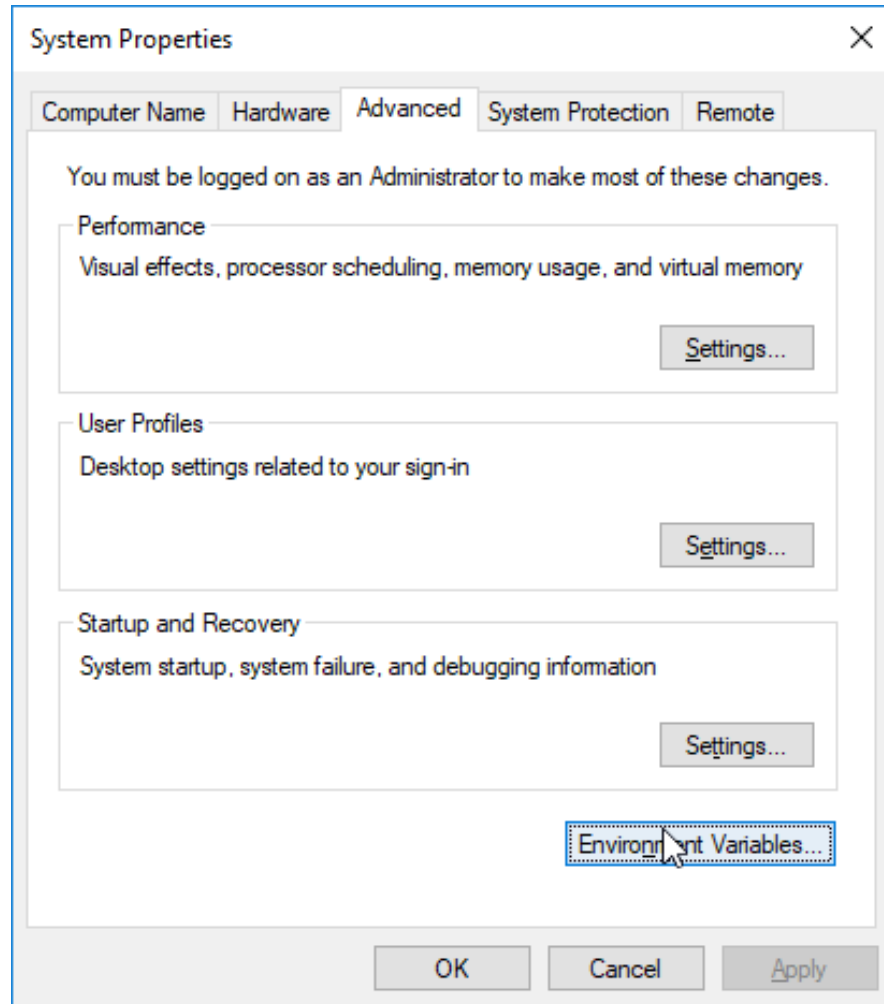 System Properties
Computer Name Hardware Advanced System Protection Remote
You must be logged on as an Administrator to make most of these changes.
Performance
Visual effects, processor scheduling, memory usage, and virtual memory
Settings...
User Profiles
Desktop settings related to your sign-in
Settings...
Startup and Recovery
System startup, system failure, and debugging information
Settings...
Environment Variables...
OK Cancel Apply